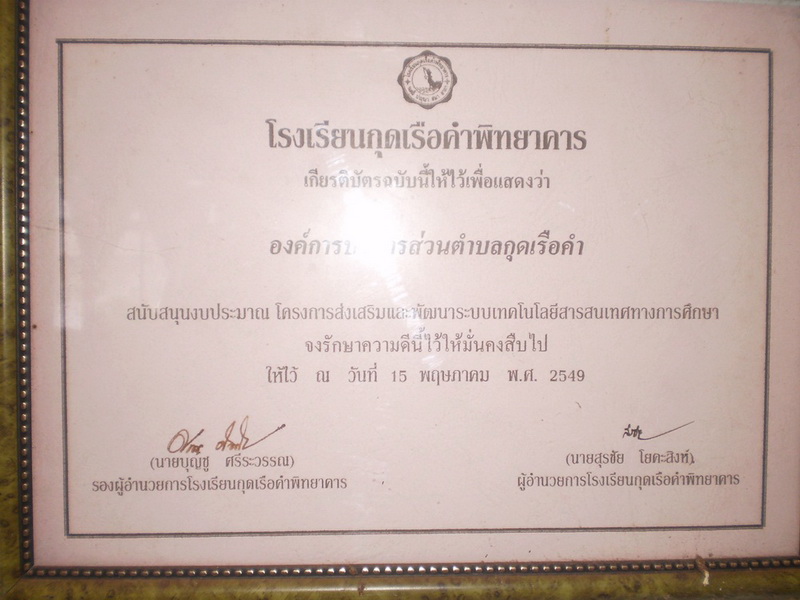 โรงเรียนกุดเรือคำพิทยาคาร
เกียรติบัตรฉบับนี้ให้ไว้เพื่อแสดงว่า
องค์การบริหารส่วนตำบลกุดเรือคำ
สนับสนุนงบประมาณ โครงการส่งเสริมและพัฒนาระบบเทคโนโลยีสารสนเทศทางการศึกษา
จงรักษาความดีนี้ไว้ให้มั่นคงสืบไป
ให้ไว้ ณ วันที่ 15 พฤษภาคม พ.ศ. 2549
(นายบุญชู ศรีระวรรณ)
รองผู้อำนวยการโรงเรียนกุดเรือคำพิทยาคาร
(นายสุรชัย โยคะสิงห์)
ผู้อำนวยการโรงเรียนกุดเรือคำพิทยาคาร